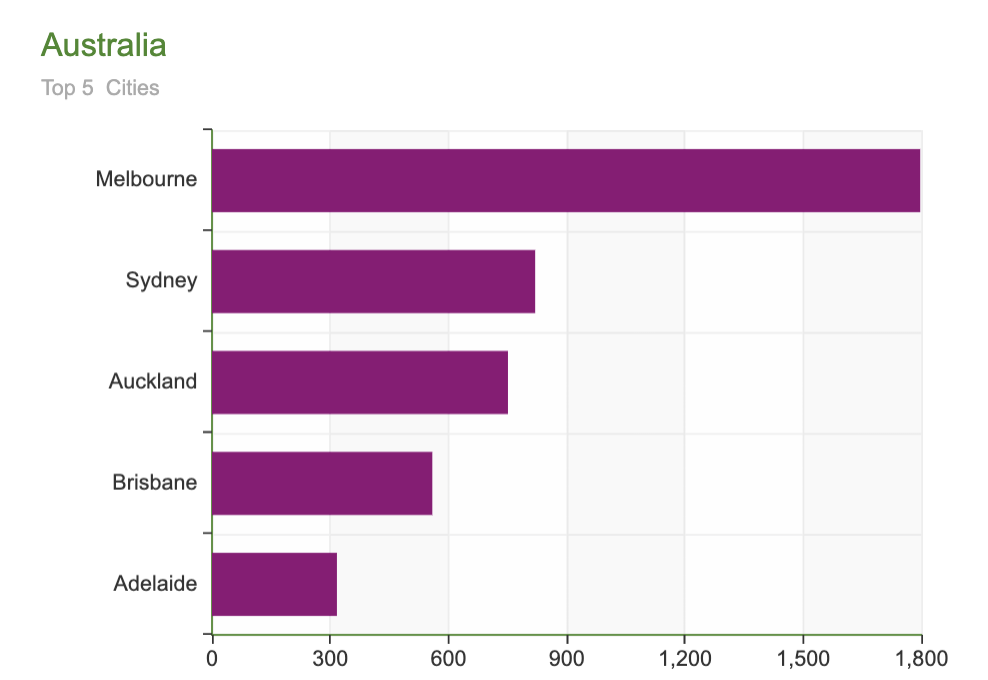 Australia
Top 5  Cities
Melbourne
Sydney
Auckland
Brisbane
Adelaide
0 300 600 900 1,200 1,500 1,800